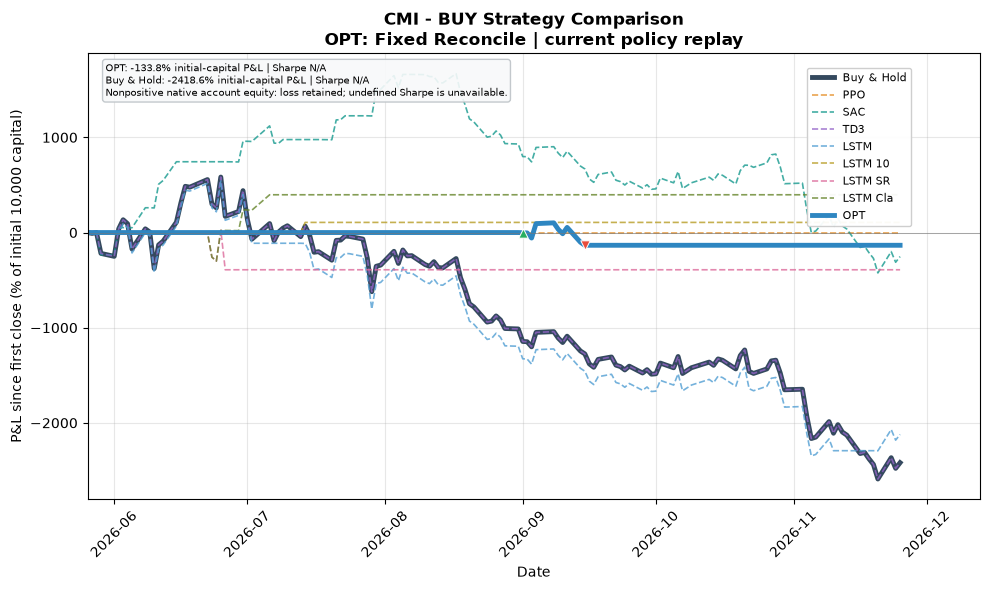 CMI - BUY Strategy Comparison
OPT: Fixed Reconcile | current policy replay
OPT: -133.8% initial-capital P&L | Sharpe N/A
Buy & Hold: -2418.6% initial-capital P&L | Sharpe N/A
Nonpositive native account equity: loss retained; undefined Sharpe is unavailable.
Buy & Hold
PPO
SAC
TD3
LSTM
LSTM 10
LSTM SR
LSTM Cla
OPT
P&L since first close (% of initial 10,000 capital)
1000
0
−1000
−2000
2026-06
2026-07
2026-08
2026-09
2026-10
2026-11
2026-12
Date